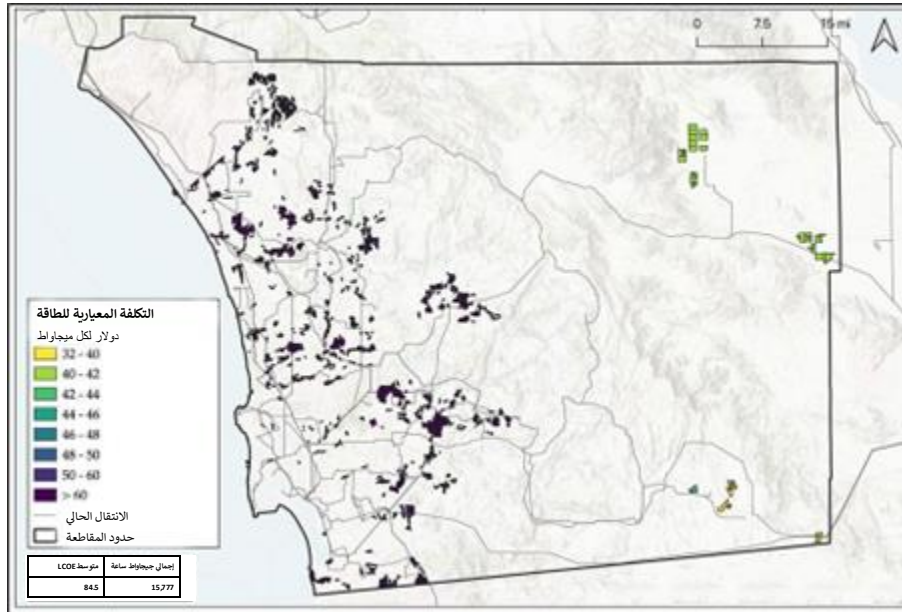 0 7.5 15 mi
التكلفة المعيارية للطاقة
دولار لكل ميجاواط
32 - 40
40 - 42
42 - 44
44 - 46
46 - 48
48 - 50
50 - 60
> 60
الانتقال الحالي
حدود المقاطعة
إجمالي جيجاواط ساعة متوسط LCOE
15,777 84.5